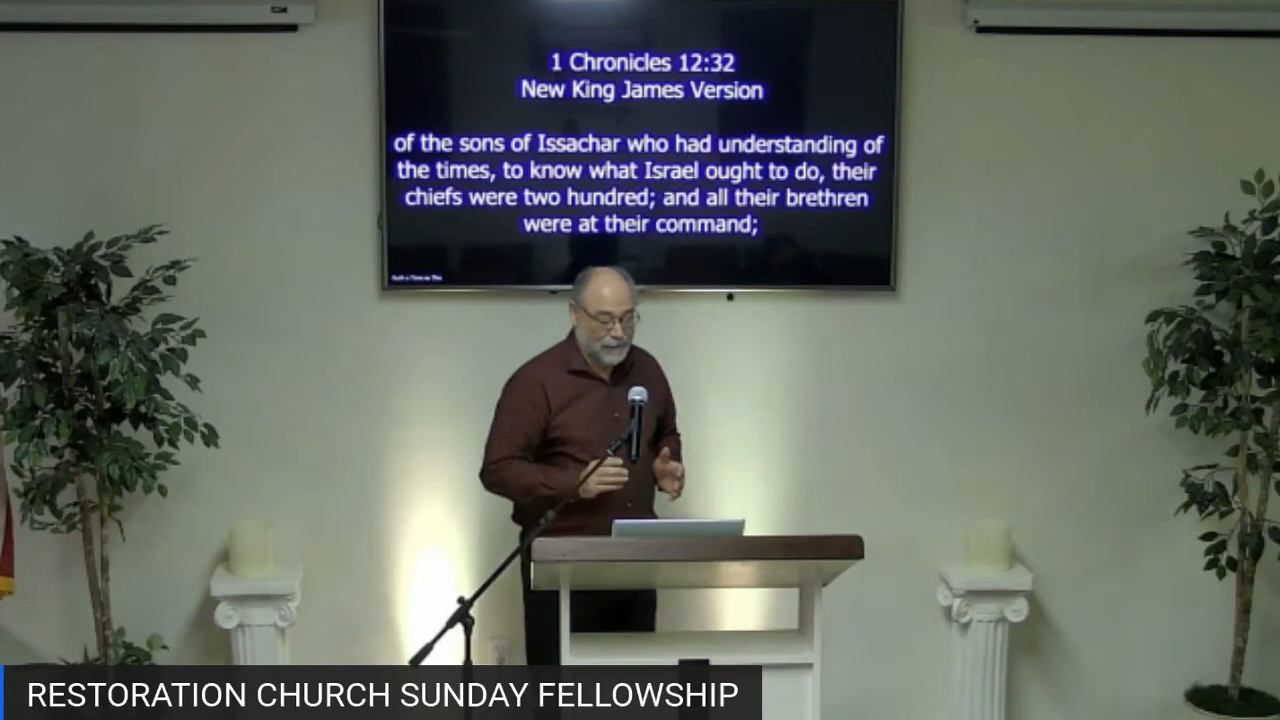 1 Chronicles 12:32
New King James Version
of the sons of Issachar who had understanding of
the times, to know what Israel ought to do, their
chiefs were two hundred; and all their brethren
were at their command;
RESTORATION CHURCH SUNDAY FELLOWSHIP